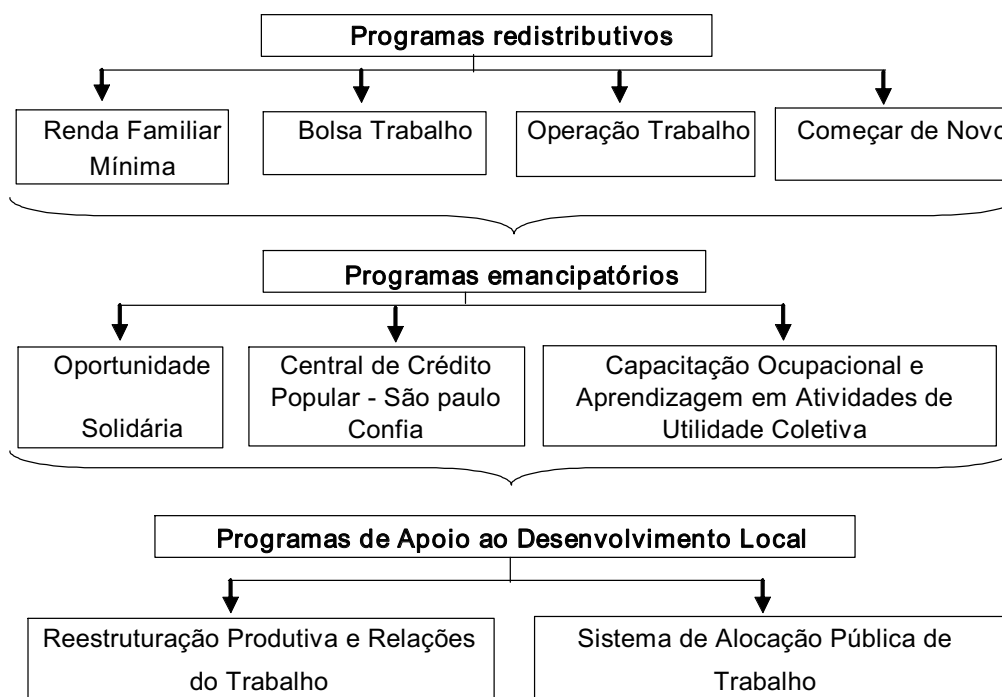 Programas redistributivos
Renda Familiar
Mínima
Bolsa Trabalho
Operação Trabalho
Começar de Novo
Programas emancipatórios
Oportunidade
Solidária
Central de Crédito
Popular - São paulo
Confia
Capacitação Ocupacional e
Aprendizagem em Atividades de
Utilidade Coletiva
Programas de Apoio ao Desenvolvimento Local
Reestruturação Produtiva e Relações
do Trabalho
Sistema de Alocação Pública de
Trabalho